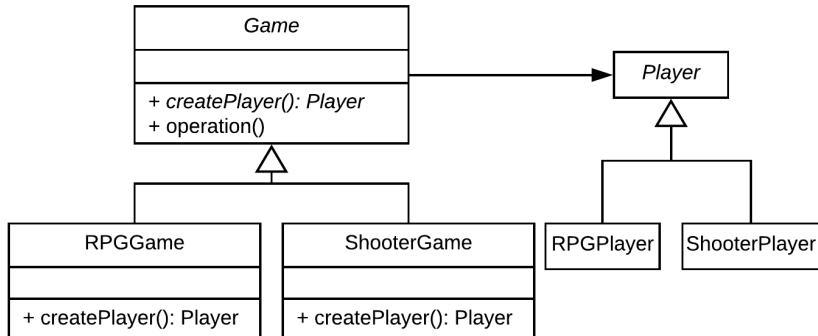 Game
+ createPlayer(): Player
+ operation()
Player
RPGGame
+ createPlayer(): Player
ShooterGame
+ createPlayer(): Player
RPGPlayer
ShooterPlayer